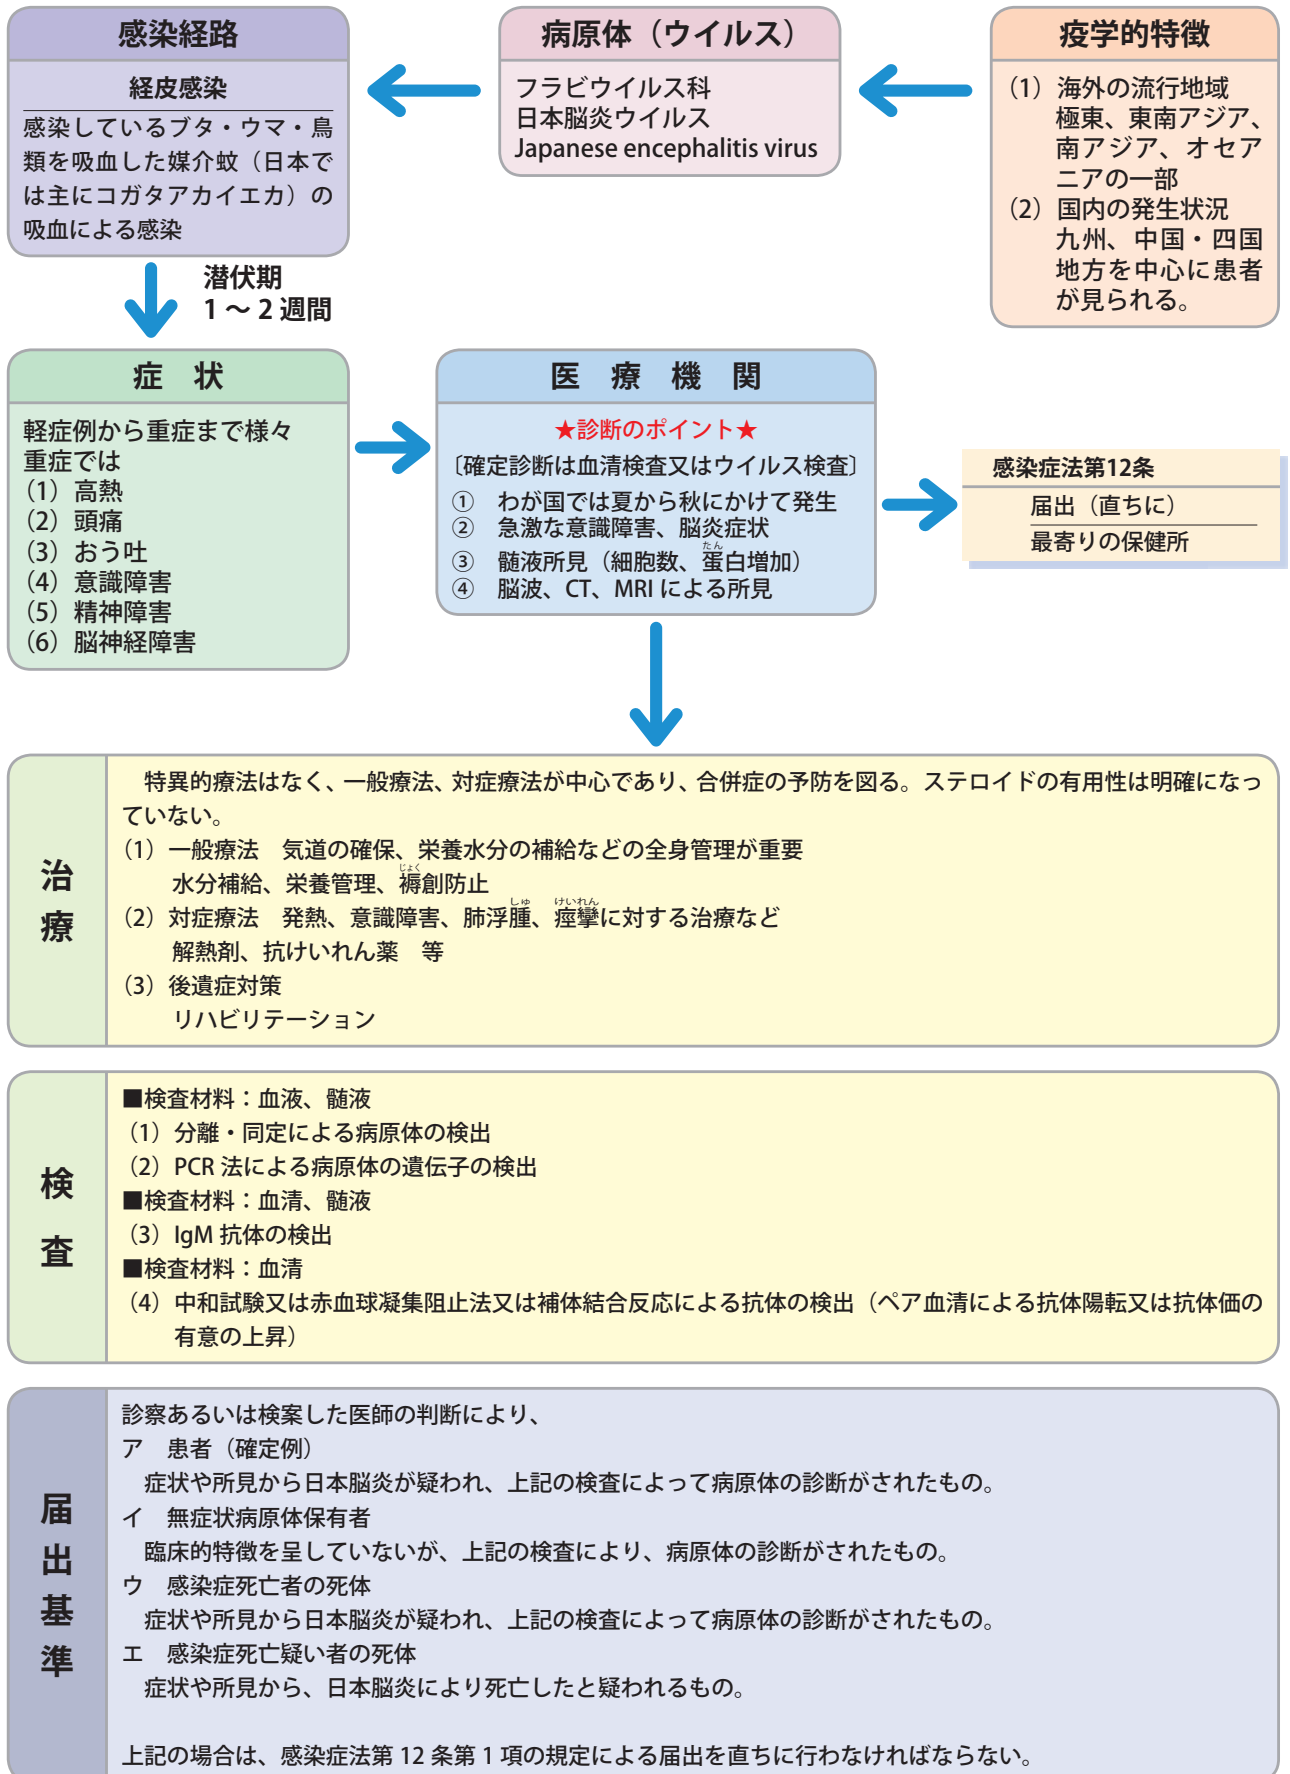 感染経路
経皮感染
感染しているブタ・ウマ・鳥
類を吸血した媒介蚊（日本で
は主にコガタアカイエカ）の
吸血による感染
病原体（ウイルス）
フラビウイルス科
日本脳炎ウイルス
Japanese encephalitis virus
疫学的特徴
（1）海外の流行地域
極東、東南アジア、
南アジア、オセア
ニアの一部
（2）国内の発生状況
九州、中国・四国
地方を中心に患者
が見られる。
潜伏期
1～2週間
症　状
軽症例から重症まで様々
重症では
（1）高熱
（2）頭痛
（3）おう吐
（4）意識障害
（5）精神障害
（6）脳神経障害
医　療　機　関
★診断のポイント★
〔確定診断は血清検査又はウイルス検査〕
①　わが国では夏から秋にかけて発生
②　急激な意識障害、脳炎症状
たん
③　髄液所見（細胞数、蛋白増加）
④　脳波、CT、MRI による所見
感染症法第12条
届出（直ちに）
最寄りの保健所
治療
　特異的療法はなく、一般療法、対症療法が中心であり、合併症の予防を図る。ステロイドの有用性は明確になっ
ていない。
（1）一般療法　気道の確保、栄養水分の補給などの全身管理が重要
じょく
水分補給、栄養管理、褥創防止
しゅ　けいれん
（2）対症療法　発熱、意識障害、肺浮腫、痙攣に対する治療など
解熱剤、抗けいれん薬　等
（3）後遺症対策
リハビリテーション
検査
■検査材料：血液、髄液
（1）分離・同定による病原体の検出
（2）PCR 法による病原体の遺伝子の検出
■検査材料：血清、髄液
（3）IgM 抗体の検出
■検査材料：血清
（4）中和試験又は赤血球凝集阻止法又は補体結合反応による抗体の検出（ペア血清による抗体陽転又は抗体価の
有意の上昇）
届出基準
診察あるいは検案した医師の判断により、
ア　患者（確定例）
　症状や所見から日本脳炎が疑われ、上記の検査によって病原体の診断がされたもの。
イ　無症状病原体保有者
　臨床的特徴を呈していないが、上記の検査により、病原体の診断がされたもの。
ウ　感染症死亡者の死体
　症状や所見から日本脳炎が疑われ、上記の検査によって病原体の診断がされたもの。
エ　感染症死亡疑い者の死体
　症状や所見から、日本脳炎により死亡したと疑われるもの。
上記の場合は、感染症法第 12 条第 1 項の規定による届出を直ちに行わなければならない。